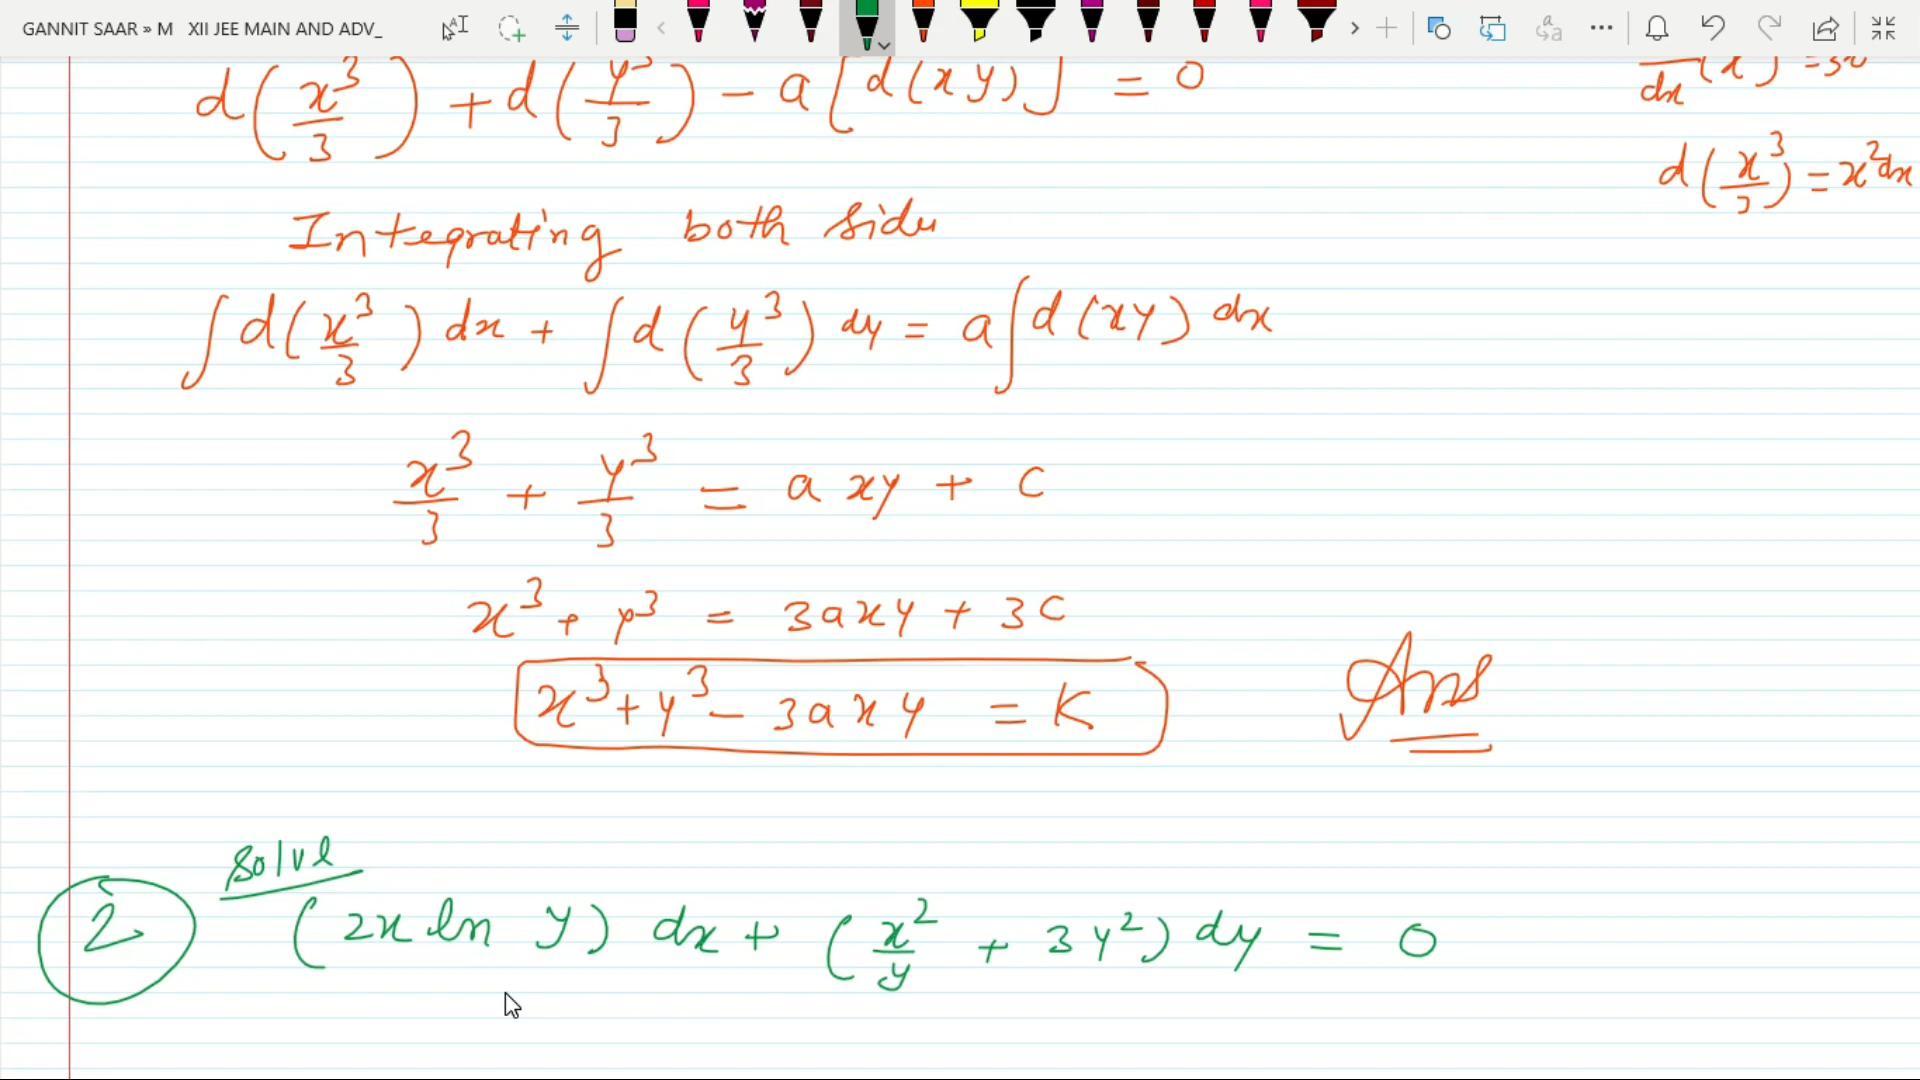 GANNIT SAAR » M XII JEE MAIN AND ADV_
d(x³/3) + d(y³/3) - a[d(xy)] = 0
d(x³/3) = x²dx
Integrating both side
∫d(x³/3)dx + ∫d(y³/3)dy = a∫d(xy)dx
x³/3 + y³/3 = a xy + c
x³ + y³ = 3axy + 3c
x³ + y³ - 3axy = K
Ans
Solve
2 (2x ln y) dx + (x²/y + 3y²) dy = 0